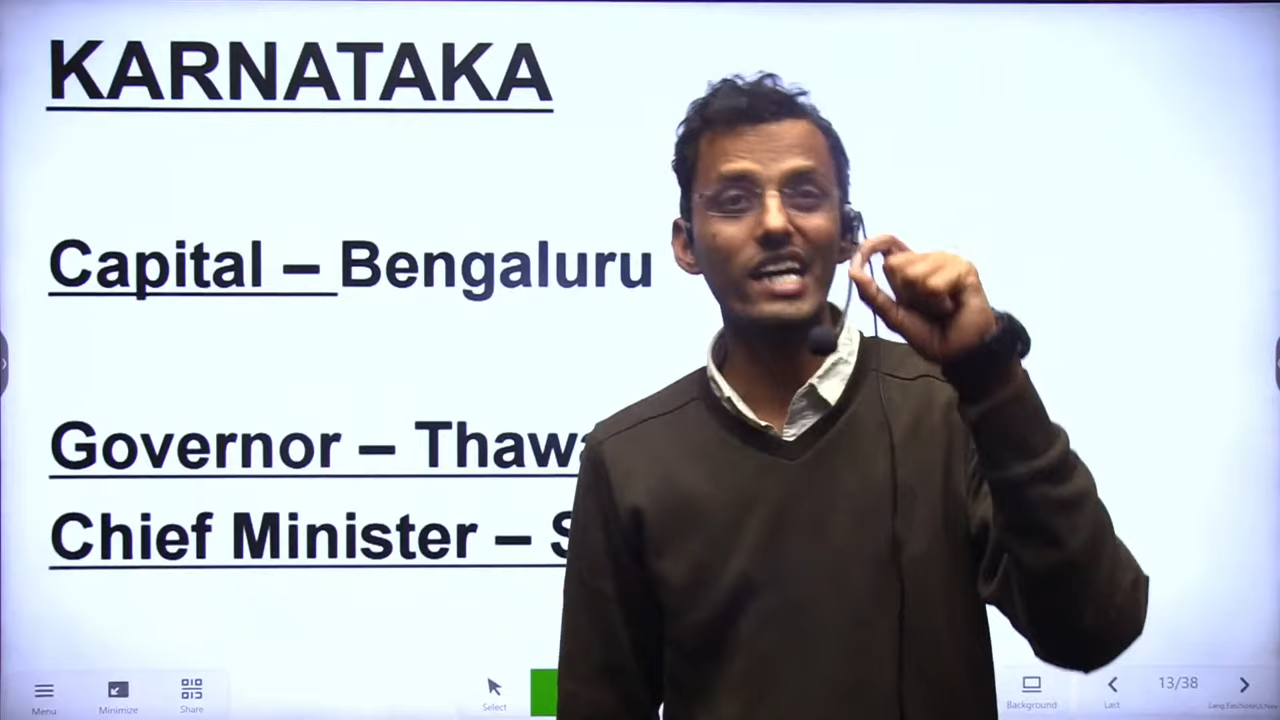 KARNATAKA
Capital – Bengaluru
Governor – Thawa
Chief Minister – S
Menu
Minimize
Share
Select
Background
Last
13/38